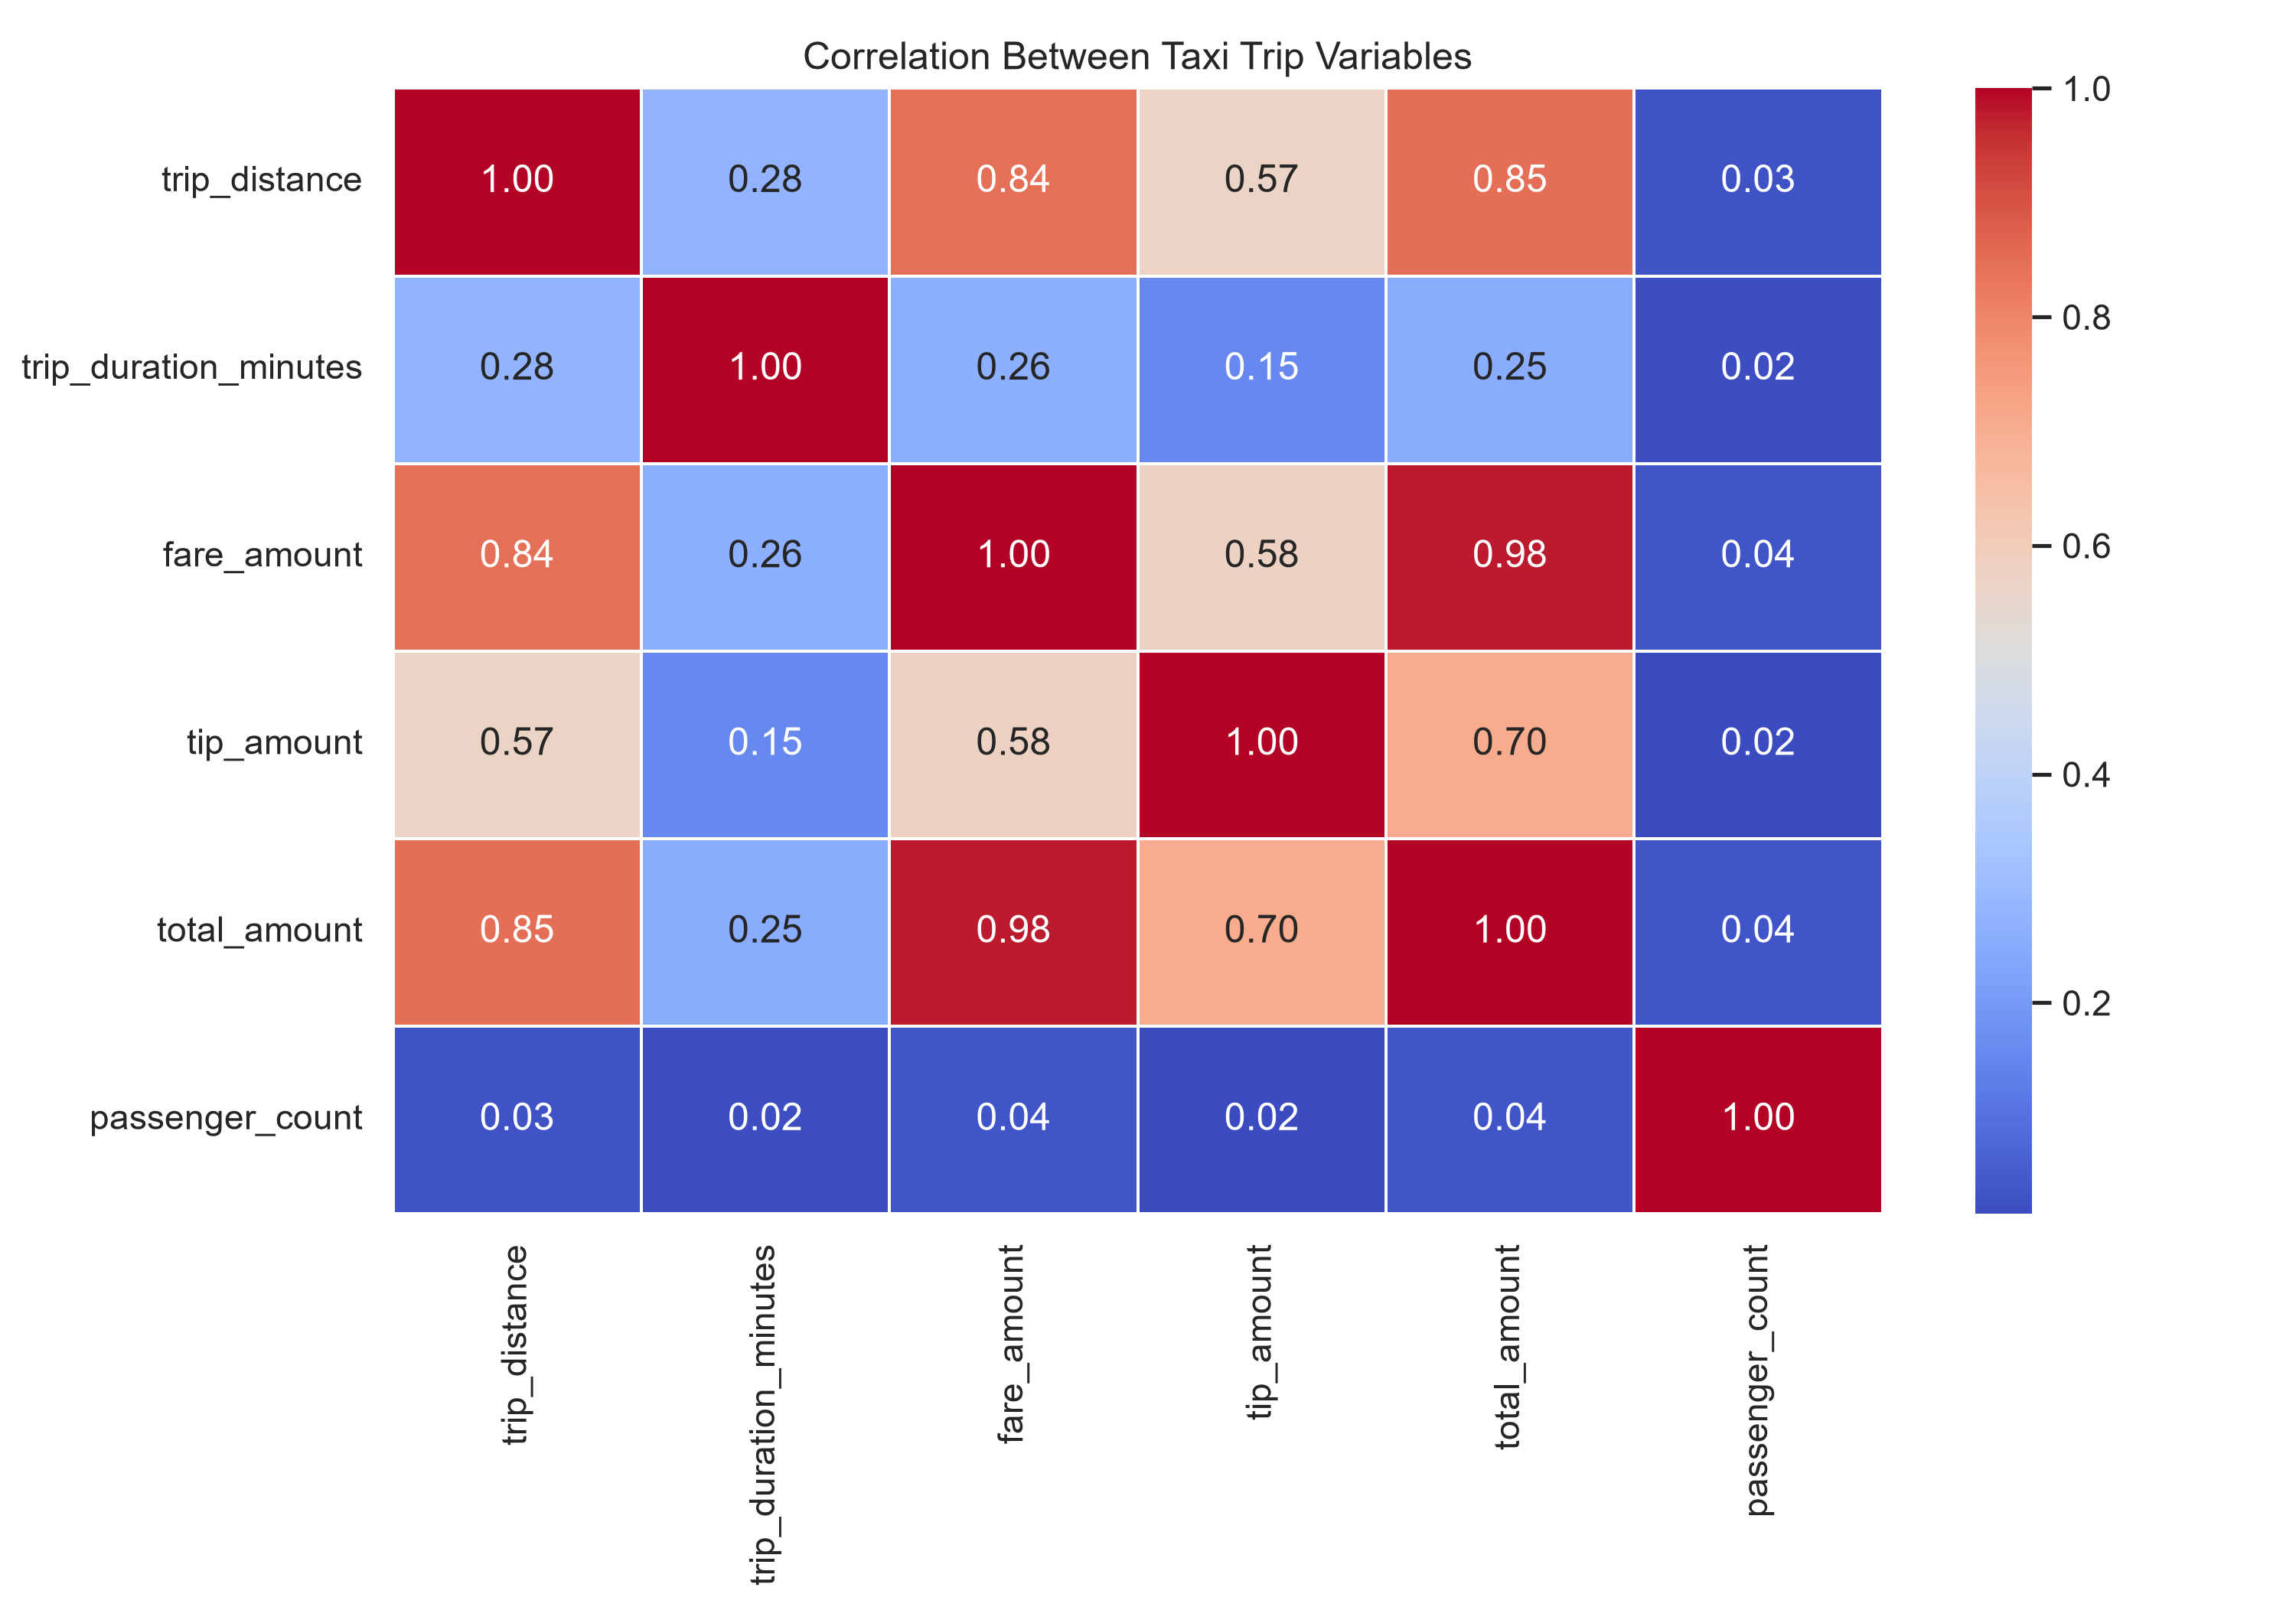 Correlation Between Taxi Trip Variables
trip_distance 1.00 0.28 0.84 0.57 0.85 0.03
trip_duration_minutes 0.28 1.00 0.26 0.15 0.25 0.02
fare_amount 0.84 0.26 1.00 0.58 0.98 0.04
tip_amount 0.57 0.15 0.58 1.00 0.70 0.02
total_amount 0.85 0.25 0.98 0.70 1.00 0.04
passenger_count 0.03 0.02 0.04 0.02 0.04 1.00
trip_distance
trip_duration_minutes
fare_amount
tip_amount
total_amount
passenger_count
1.0
0.8
0.6
0.4
0.2